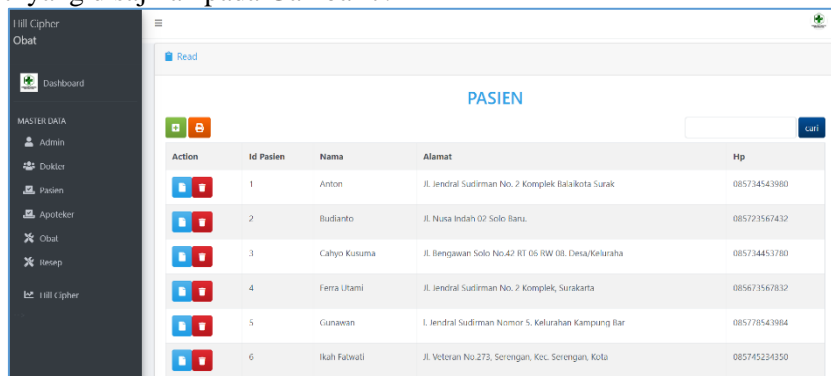 Hill Cipher
Obat
Dashboard
MASTER DATA
Admin
Dokter
Pasien
Apoteker
Obat
Resep
Hill Cipher
Read
PASIEN
cari
Action Id Pasien Nama Alamat Hp
1 Anton Jl. Jendral Sudirman No. 2 Komplek Balaikota Surak 085734543980
2 Budianto Jl. Nusa Indah 02 Solo Baru. 085723567432
3 Cahyo Kusuma Jl. Bengawan Solo No.42 RT 06 RW 08. Desa/Keluraha 085734453780
4 Ferra Utami Jl. Jendral Sudirman No. 2 Komplek, Surakarta 085673567832
5 Gunawan l. Jendral Sudirman Nomor 5. Kelurahan Kampung Bar 085778543984
6 Ikah Fatwati Jl. Veteran No.273, Serengan, Kec. Serengan, Kota 085745234350